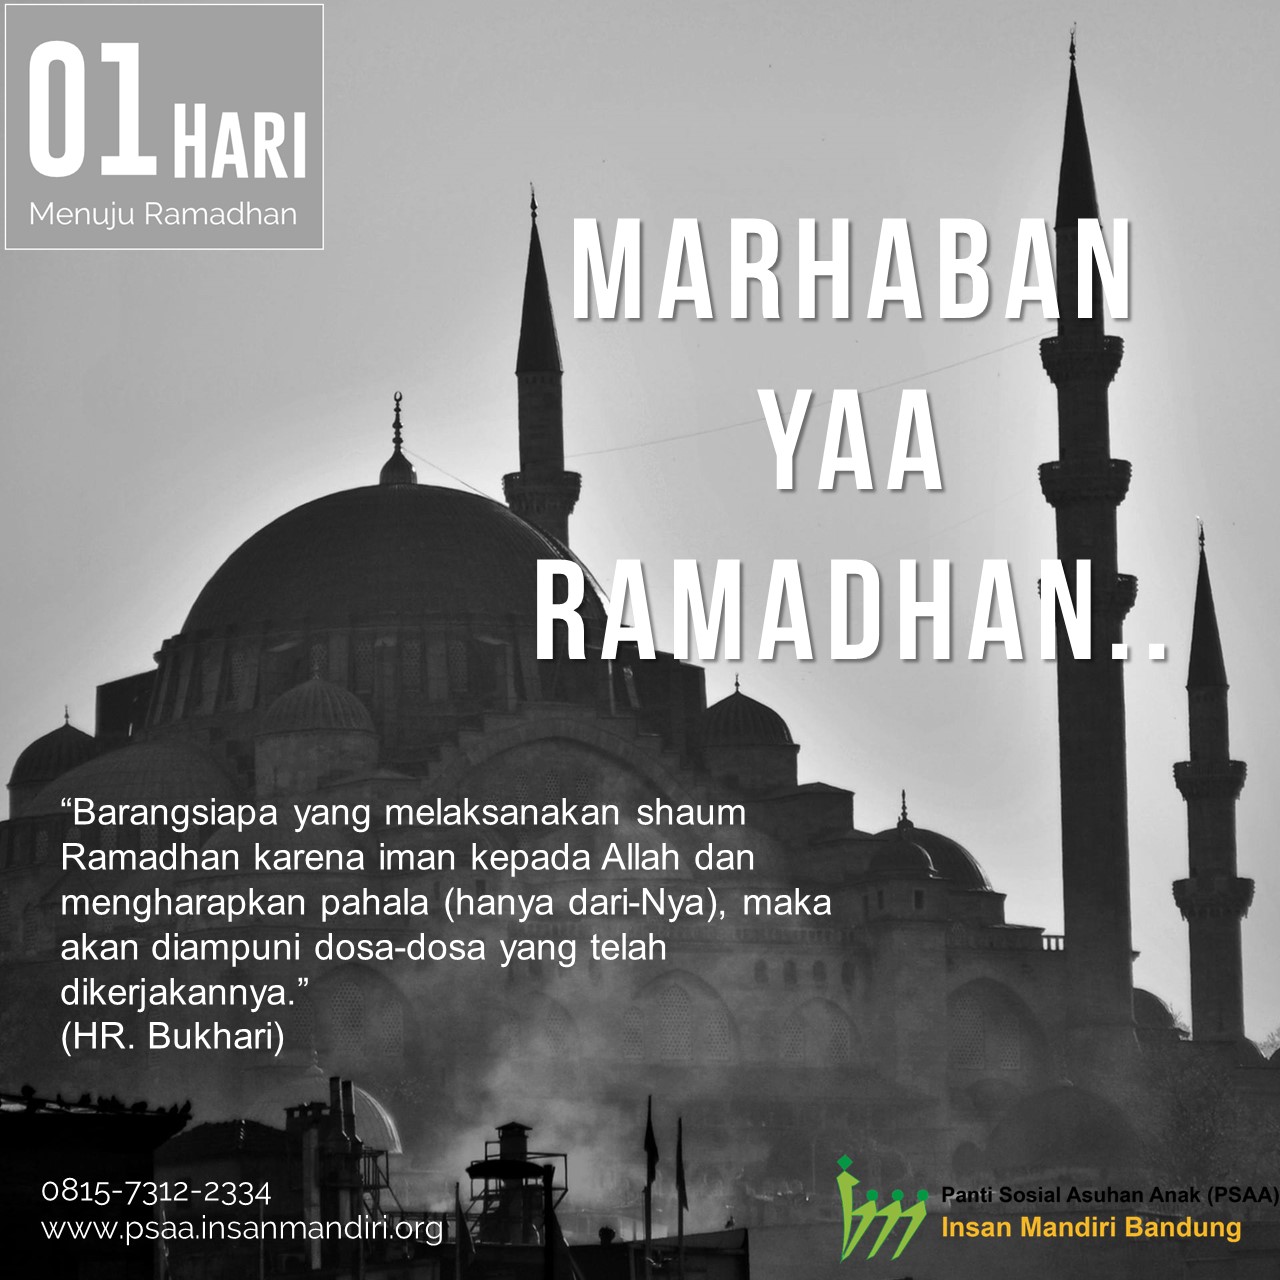 01 HARI
Menuju Ramadhan
MARHABAN
YAA
RAMADHAN..
“Barangsiapa yang melaksanakan shaum
Ramadhan karena iman kepada Allah dan
mengharapkan pahala (hanya dari-Nya), maka
akan diampuni dosa-dosa yang telah
dikerjakannya.”
(HR. Bukhari)
0815-7312-2334
www.psaa.insanmandiri.org
Panti Sosial Asuhan Anak (PSAA)
Insan Mandiri Bandung